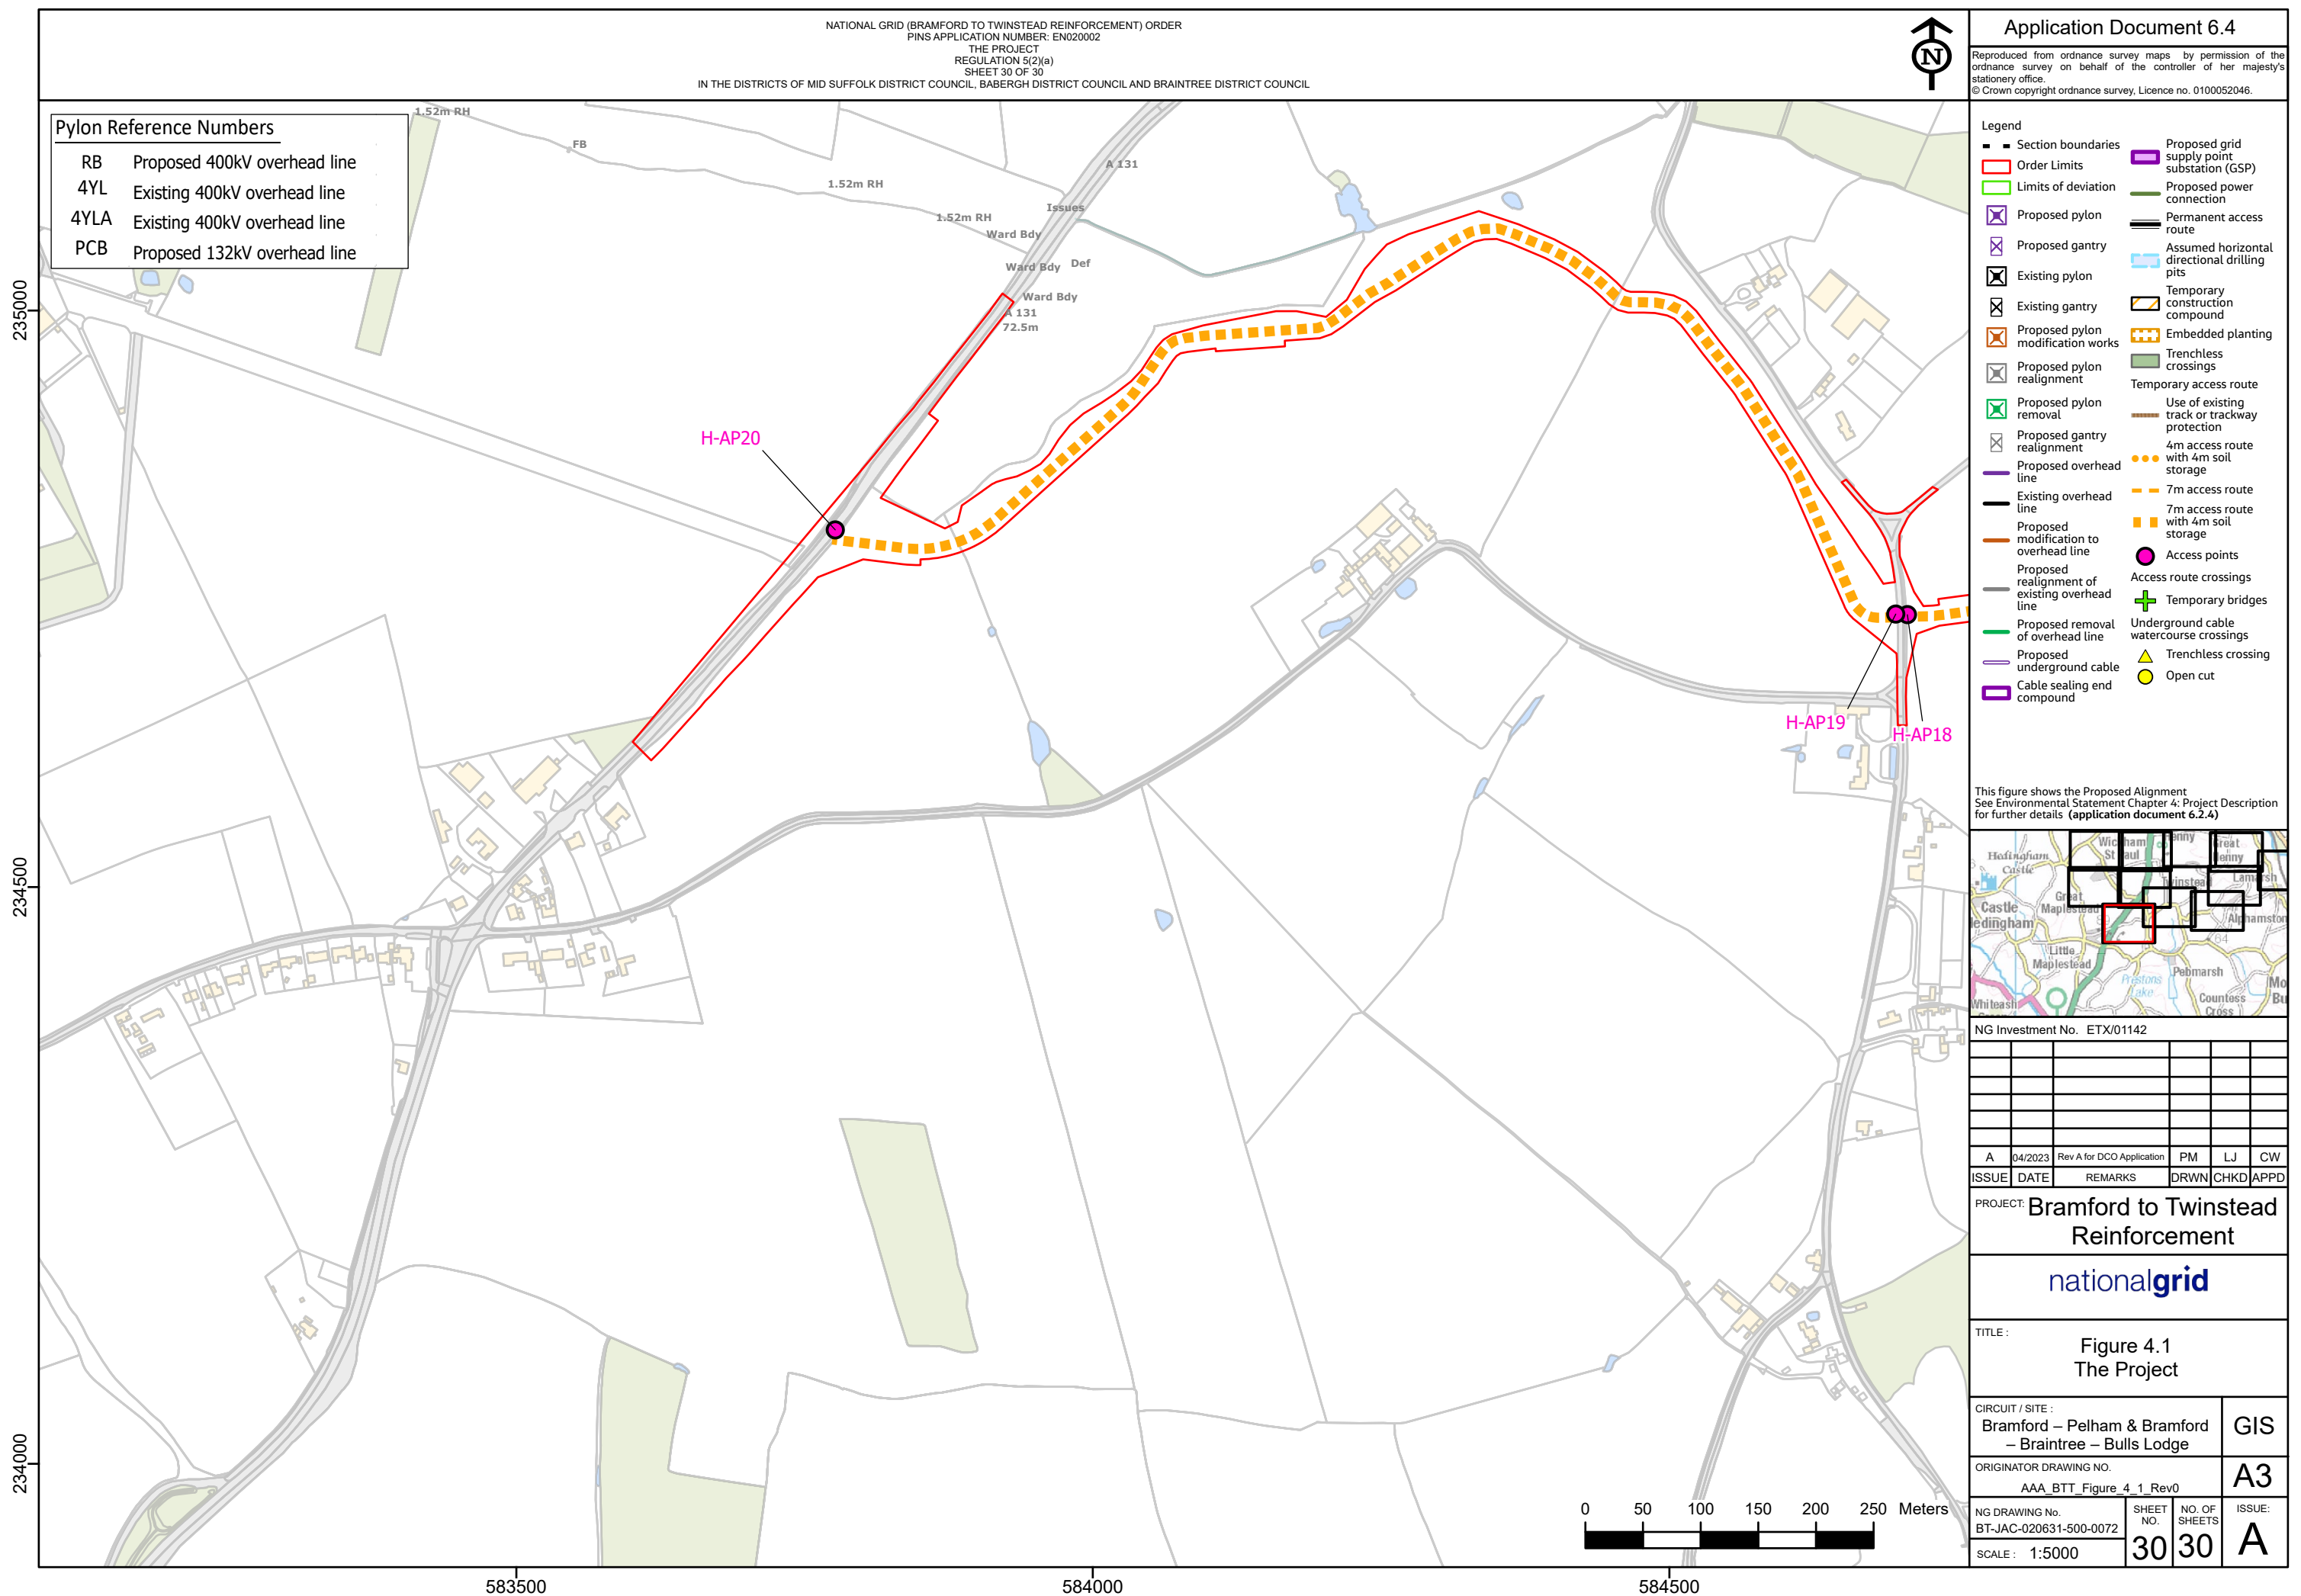 NATIONAL GRID (BRAMFORD TO TWINSTEAD REINFORCEMENT) ORDER
PINS APPLICATION NUMBER: EN020002
THE PROJECT
REGULATION 5(2)(a)
SHEET 30 OF 30
IN THE DISTRICTS OF MID SUFFOLK DISTRICT COUNCIL, BABERGH DISTRICT COUNCIL AND BRAINTREE DISTRICT COUNCIL
N
Application Document 6.4
Reproduced from ordnance survey maps by permission of the
ordnance survey on behalf of the controller of her majesty's
stationery office.
© Crown copyright ordnance survey, Licence no. 0100052046.
Pylon Reference Numbers
RB Proposed 400kV overhead line
4YL Existing 400kV overhead line
4YLA Existing 400kV overhead line
PCB Proposed 132kV overhead line
1.52m RH
FB
1.52m RH
A 131
1.52m RH
Issues
Ward Bdy
Ward Bdy Def
Ward Bdy
A 131
72.5m
H-AP20
H-AP19
H-AP18
235000
234500
234000
583500
584000
584500
0 50 100 150 200 250 Meters
Legend
Section boundaries
Order Limits
Limits of deviation
Proposed pylon
Proposed gantry
Existing pylon
Existing gantry
Proposed pylon
modification works
Proposed pylon
realignment
Proposed pylon
removal
Proposed gantry
realignment
Proposed overhead
line
Existing overhead
line
Proposed
modification to
overhead line
Proposed
realignment of
existing overhead
line
Proposed removal
of overhead line
Proposed
underground cable
Cable sealing end
compound
Proposed grid
supply point
substation (GSP)
Proposed power
connection
Permanent access
route
Assumed horizontal
directional drilling
pits
Temporary
construction
compound
Embedded planting
Trenchless
crossings
Temporary access route
Use of existing
track or trackway
protection
4m access route
with 4m soil
storage
7m access route
7m access route
with 4m soil
storage
Access points
Access route crossings
Temporary bridges
Underground cable
watercourse crossings
Trenchless crossing
Open cut
This figure shows the Proposed Alignment
See Environmental Statement Chapter 4: Project Description
for further details (application document 6.2.4)
Hedingham
Castle
Great
Maplestead
Castle
Twinstead
Lamarsh
Alphamston
64
Little
Maplestead
Pebmarsh
Prestons
Lake
Countess
Cross
Whiteash
NG Investment No. ETX/01142
A 04/2023 Rev A for DCO Application PM LJ CW
ISSUE DATE REMARKS DRWN CHKD APPD
PROJECT: Bramford to Twinstead
Reinforcement
nationalgrid
TITLE :
Figure 4.1
The Project
CIRCUIT / SITE :
Bramford – Pelham & Bramford
– Braintree – Bulls Lodge
GIS
ORIGINATOR DRAWING NO.
AAA_BTT_Figure_4_1_Rev0
A3
NG DRAWING No.
BT-JAC-020631-500-0072
SCALE : 1:5000
SHEET
NO.
30
NO. OF
SHEETS
30
ISSUE:
A